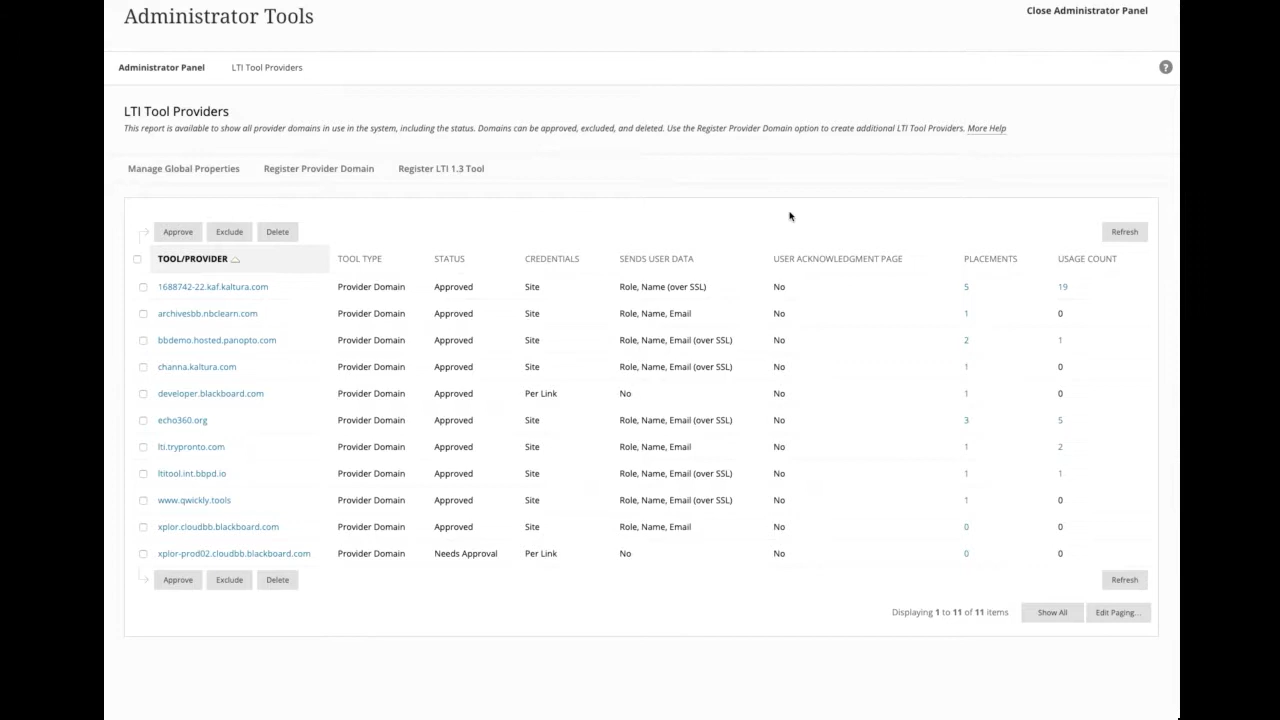 Administrator Tools
Close Administrator Panel
Administrator Panel LTI Tool Providers ?
LTI Tool Providers
This report is available to show all provider domains in use in the system, including the status. Domains can be approved, excluded, and deleted. Use the Register Provider Domain option to create additional LTI Tool Providers. More Help
Manage Global Properties Register Provider Domain Register LTI 1.3 Tool
Approve Exclude Delete Refresh
TOOL/PROVIDER TOOL TYPE STATUS CREDENTIALS SENDS USER DATA USER ACKNOWLEDGMENT PAGE PLACEMENTS USAGE COUNT
1688742-22.kaf.kaltura.com Provider Domain Approved Site Role, Name (over SSL) No 5 19
archivesbb.nbclearn.com Provider Domain Approved Site Role, Name, Email No 1 0
bbdemo.hosted.panopto.com Provider Domain Approved Site Role, Name, Email (over SSL) No 2 1
channa.kaltura.com Provider Domain Approved Site Role, Name, Email (over SSL) No 1 0
developer.blackboard.com Provider Domain Approved Per Link No No 1 0
echo360.org Provider Domain Approved Site Role, Name, Email (over SSL) No 3 5
lti.trypronto.com Provider Domain Approved Site Role, Name, Email No 1 2
ltitool.int.bbpd.io Provider Domain Approved Site Role, Name, Email (over SSL) No 1 1
www.qwickly.tools Provider Domain Approved Site Role, Name, Email (over SSL) No 1 0
xplor.cloudbb.blackboard.com Provider Domain Approved Site Role, Name, Email No 0 0
xplor-prod02.cloudbb.blackboard.com Provider Domain Needs Approval Per Link No No 0 0
Approve Exclude Delete Refresh
Displaying 1 to 11 of 11 items Show All Edit Paging...